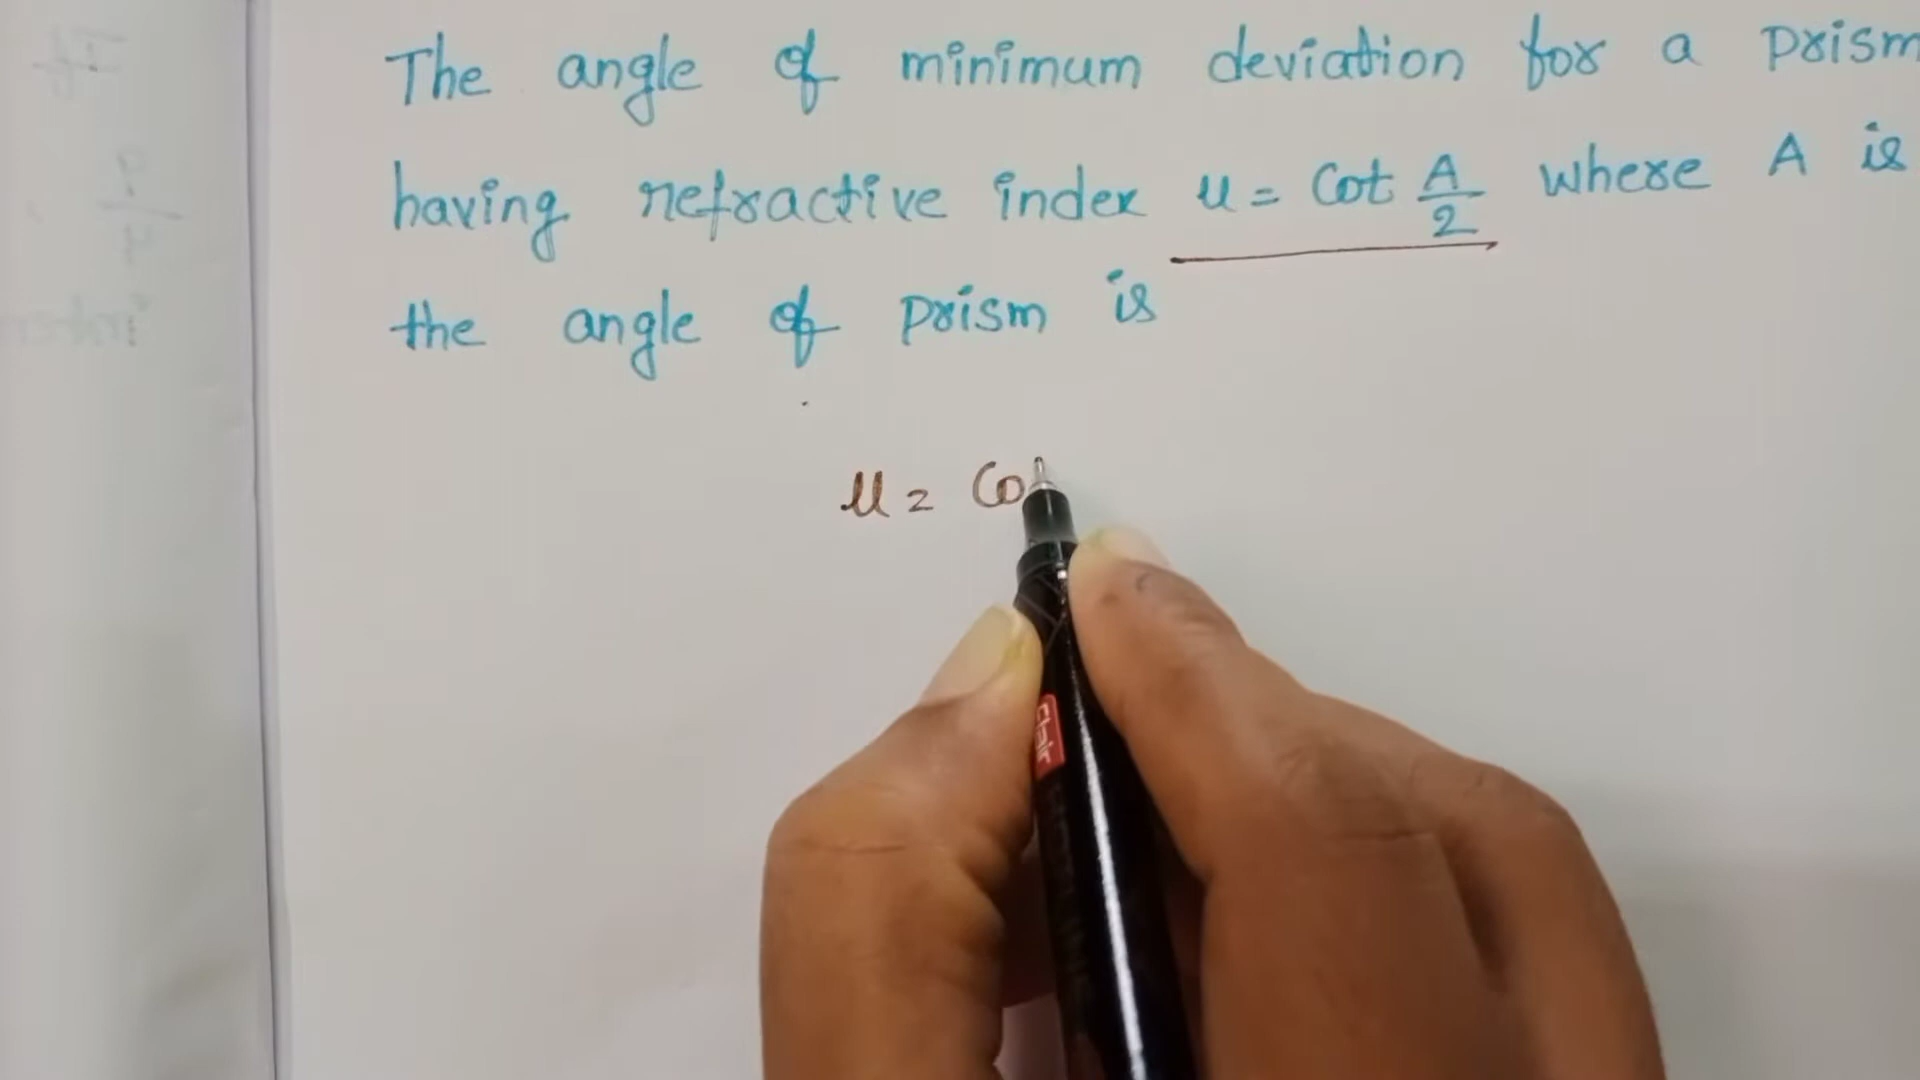 The angle of minimum deviation for a prism
having refractive index u = Cot A/2 where A is
the angle of prism is
u = Co
Flair